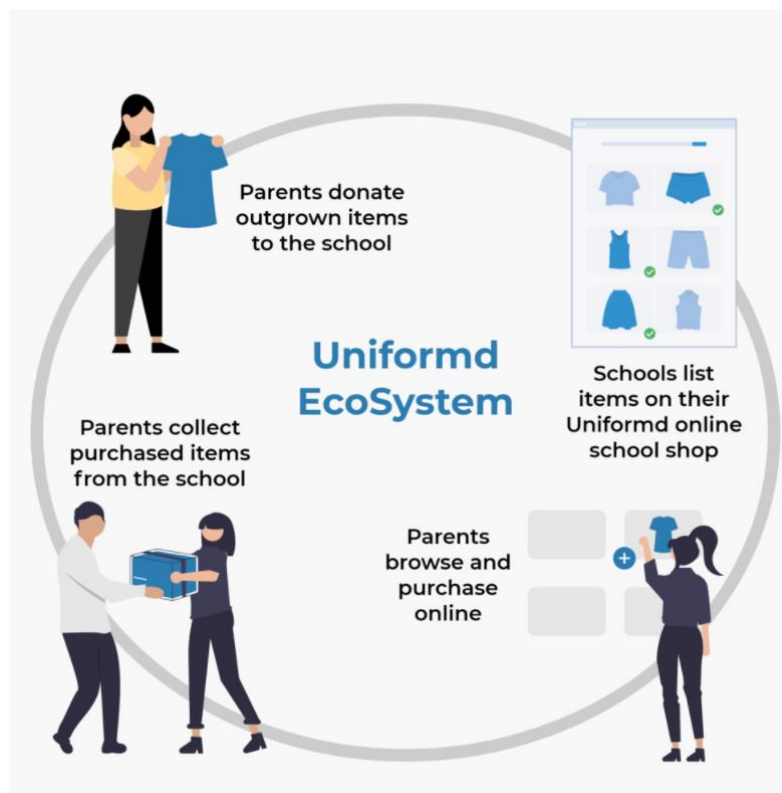 Parents donate
outgrown items
to the school
Uniformd
EcoSystem
Schools list
items on their
Uniformd online
school shop
Parents collect
purchased items
from the school
Parents
browse and
purchase
online